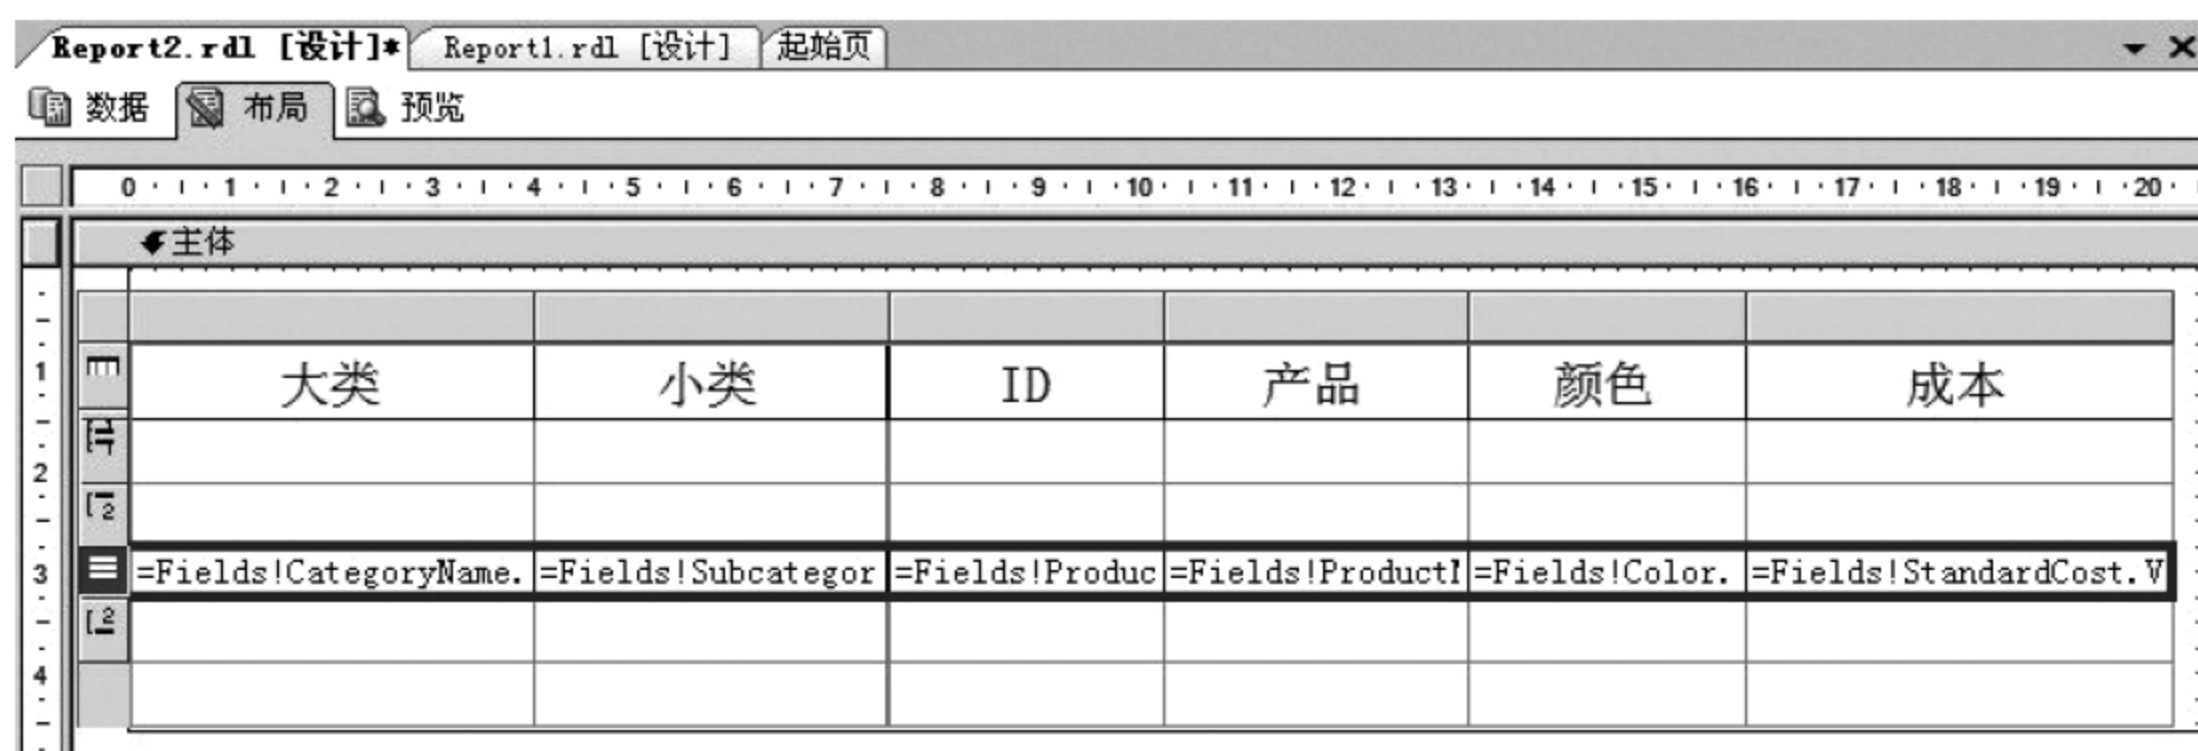 Report2.rdl [设计]* Report1.rdl [设计] 起始页
数据 布局 预览
0 1 2 3 4 5 6 7 8 9 10 11 12 13 14 15 16 17 18 19 20
主体
1 大类 小类 ID 产品 颜色 成本
2
2
3 =Fields!CategoryName. =Fields!Subcategor =Fields!Produc =Fields!Product =Fields!Color. =Fields!StandardCost.V
2
4